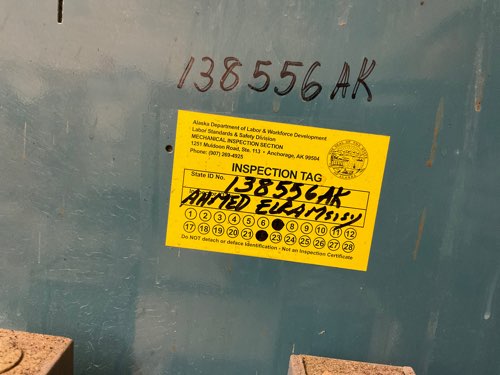 138556AK
Alaska Department of Labor & Workforce Development
Labor Standards & Safety Division
MECHANICAL INSPECTION SECTION
1251 Muldoon Road, Ste. 113 • Anchorage, AK 99504
Phone: (907) 269-4925
INSPECTION TAG
State ID No. 138556AK
AHMED
1 2 3 4 5 6 8 9 10 11 12
17 18 19 20 21 23 24 25 26 27 28
Do NOT detach or deface Identification - Not an Inspection Certificate